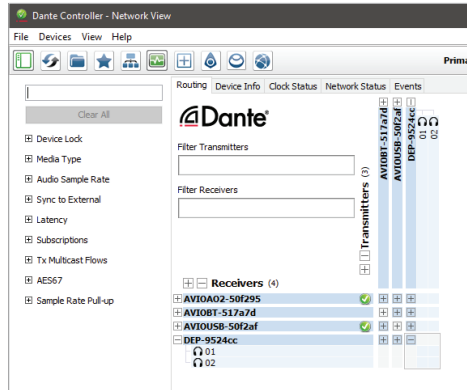 Dante Controller - Network View
File Devices View Help
Prima
Clear All
Device Lock
Media Type
Audio Sample Rate
Sync to External
Latency
Subscriptions
Tx Multicast Flows
AES67
Sample Rate Pull-up
Routing Device Info Clock Status Network Status Events
Dante®
Filter Transmitters
Filter Receivers
Transmitters (3)
AVIOBT-517a7d
AVIOUSB-50f2af
DEP-9524cc
01
02
Receivers (4)
AVIOAO2-50f295
AVIOBT-517a7d
AVIOUSB-50f2af
DEP-9524cc
01
02